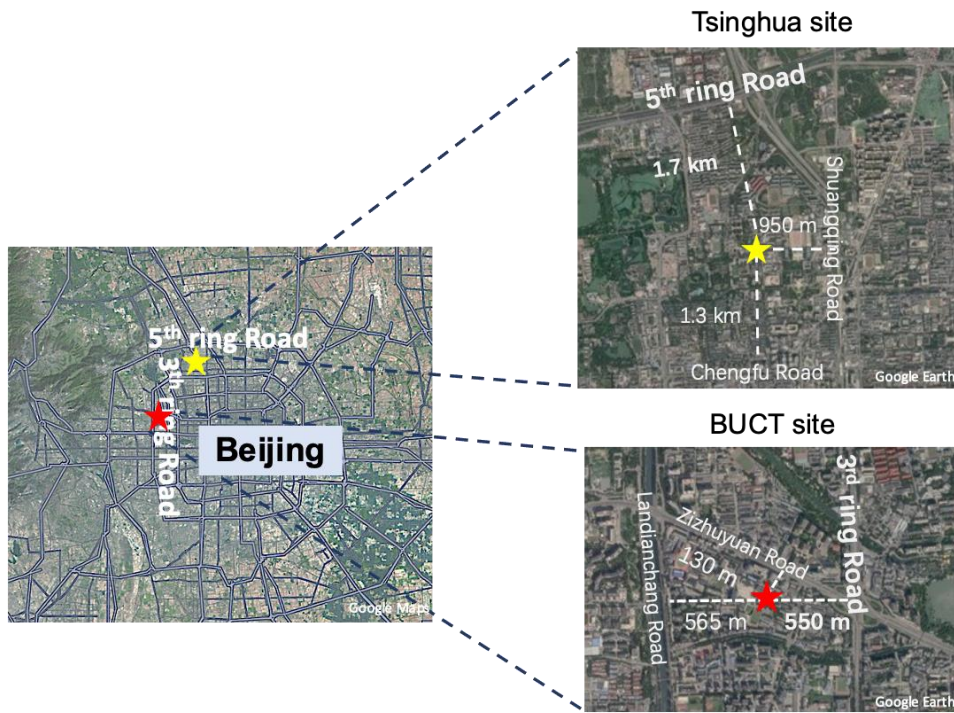 Tsinghua site
5th ring Road
1.7 km
950 m
Shuangqing Road
1.3 km
Chengfu Road
Google Earth
5th ring Road
3th ring Road
Beijing
Google Maps
BUCT site
3rd ring Road
Landianchang Road
Zizhuyuan Road
130 m
565 m
550 m
Google Earth